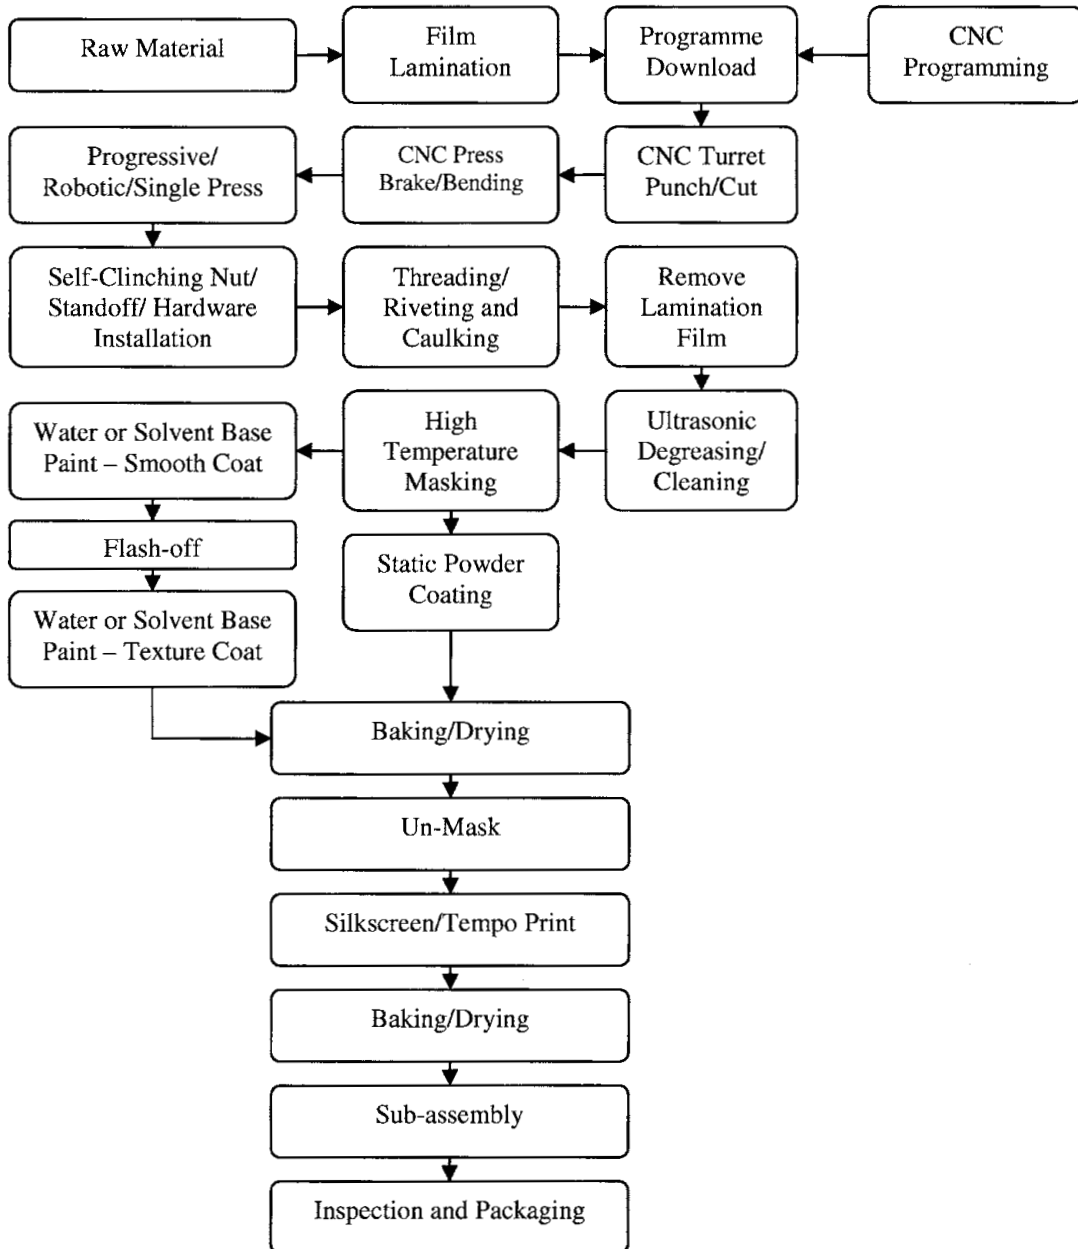 Raw Material
Film
Lamination
Programme
Download
CNC
Programming
Progressive/
Robotic/Single Press
CNC Press
Brake/Bending
CNC Turret
Punch/Cut
Self-Clinching Nut/
Standoff/ Hardware
Installation
Threading/
Riveting and
Caulking
Remove
Lamination
Film
Water or Solvent Base
Paint – Smooth Coat
High
Temperature
Masking
Ultrasonic
Degreasing/
Cleaning
Flash-off
Static Powder
Coating
Water or Solvent Base
Paint – Texture Coat
Baking/Drying
Un-Mask
Silkscreen/Tempo Print
Baking/Drying
Sub-assembly
Inspection and Packaging